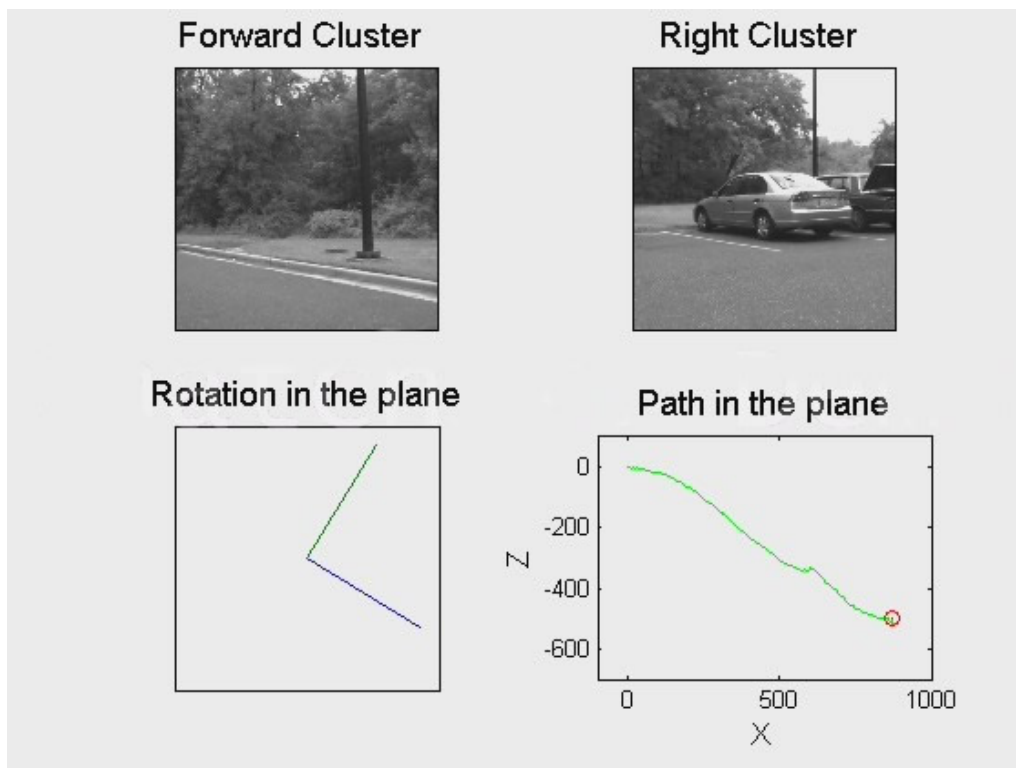 Forward Cluster
Right Cluster
Rotation in the plane
Path in the plane
0
-200
-400
-600
Z
0 500 1000
X